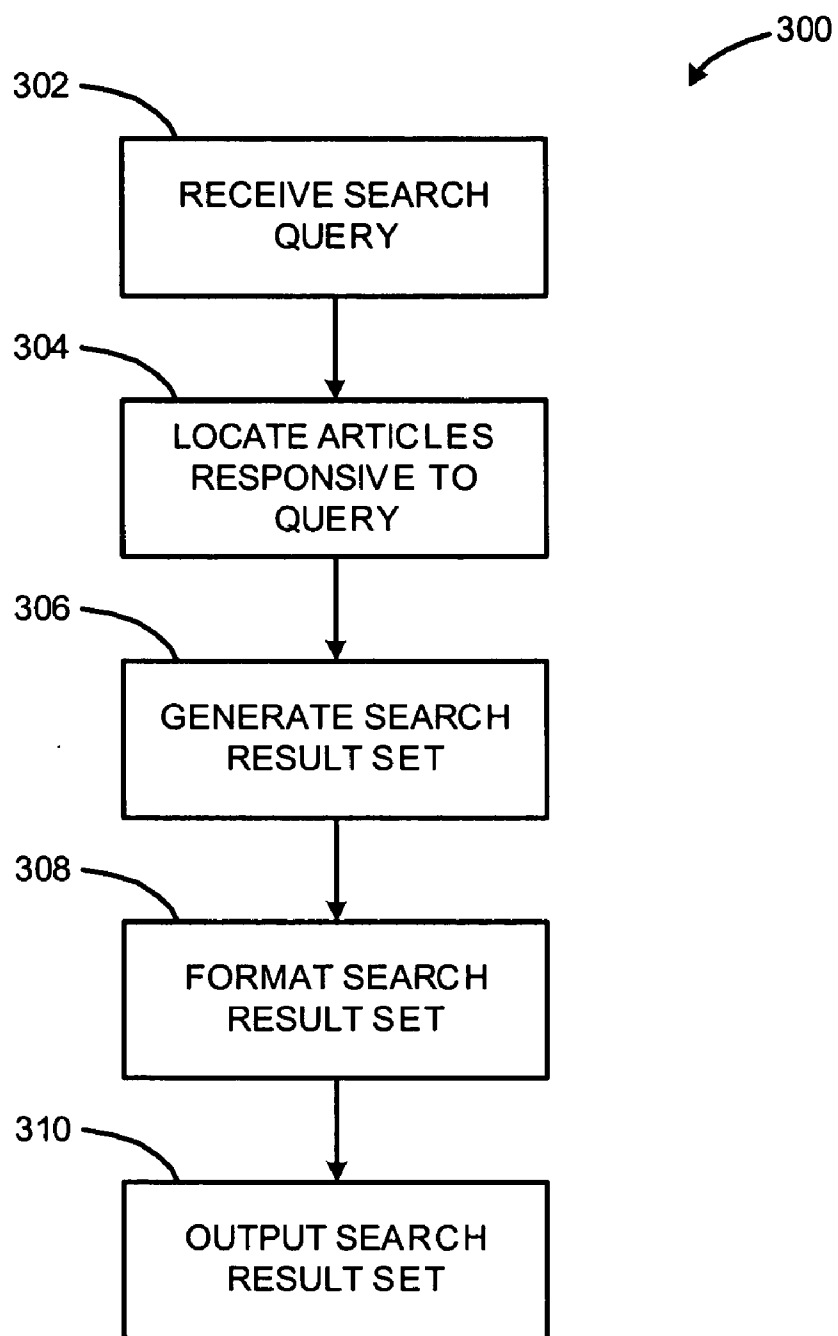 300
302
RECEIVE SEARCH
QUERY
304
LOCATE ARTICLES
RESPONSIVE TO
QUERY
306
GENERATE SEARCH
RESULT SET
308
FORMAT SEARCH
RESULT SET
310
OUTPUT SEARCH
RESULT SET